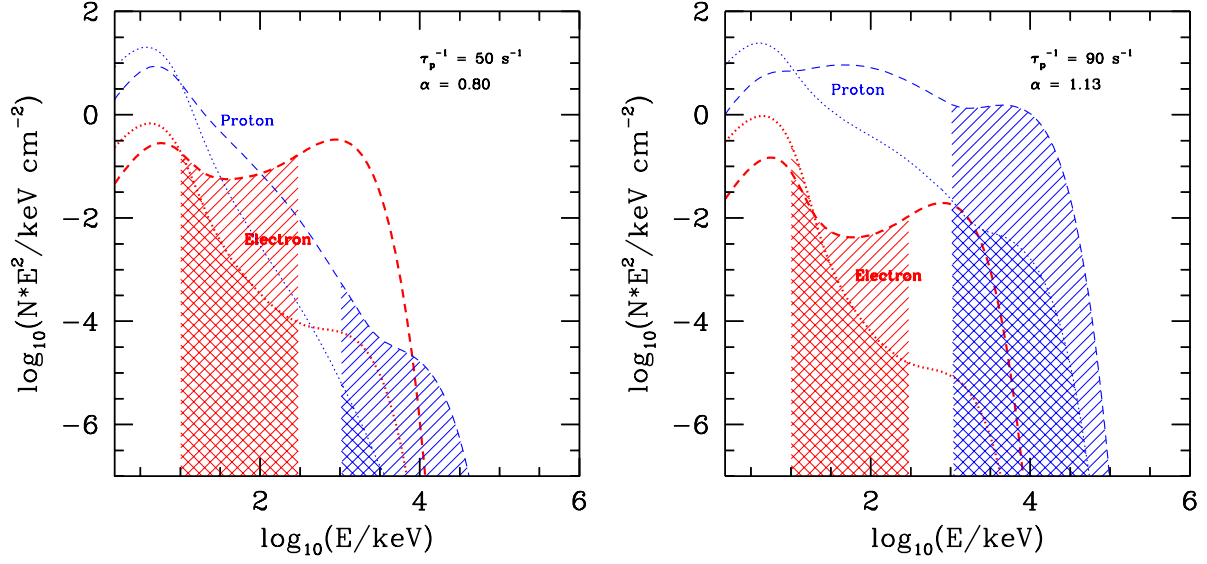 2
0
−2
−4
−6
log₁₀(N*E²/keV cm⁻²)
τₚ⁻¹ = 50 s⁻¹
α = 0.80
Proton
Electron
2
4
6
log₁₀(E/keV)
2
0
−2
−4
−6
log₁₀(N*E²/keV cm⁻²)
τₚ⁻¹ = 90 s⁻¹
α = 1.13
Proton
Electron
2
4
6
log₁₀(E/keV)